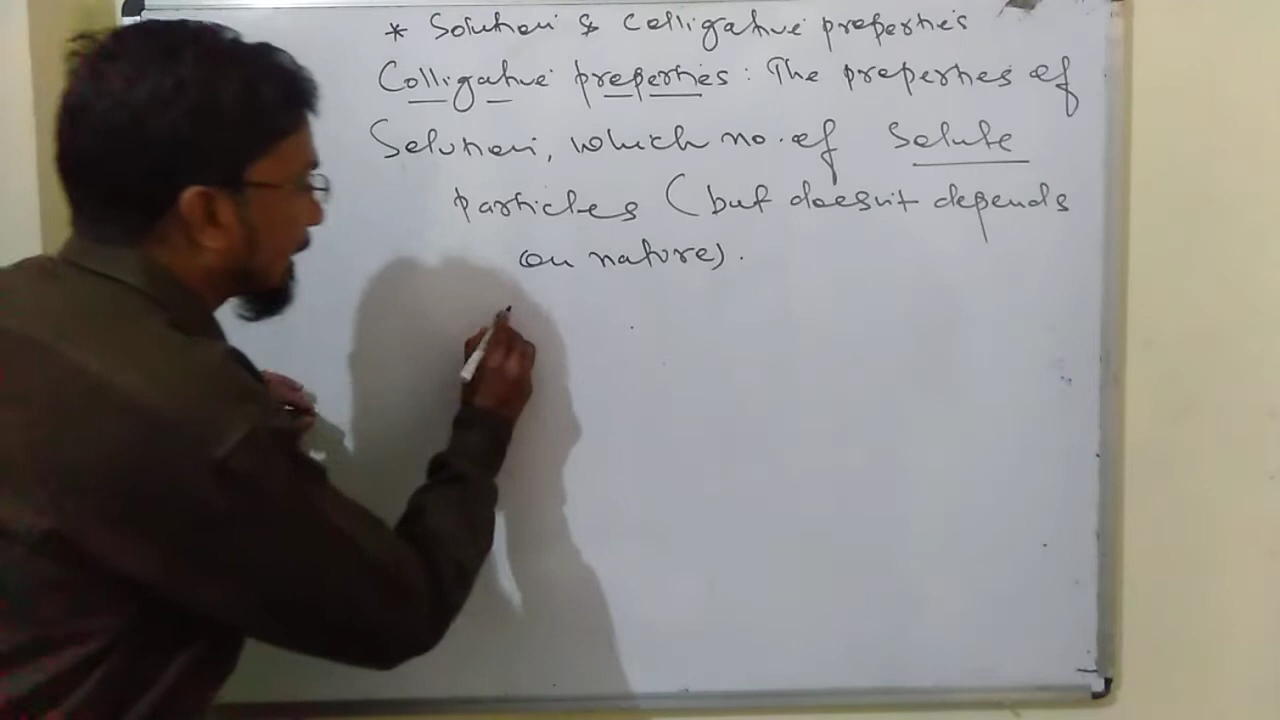 * Solution & Colligative properties
Colligative properties: The properties of
Solution, which no. of Solute
particles (but doesn't depends
on nature).